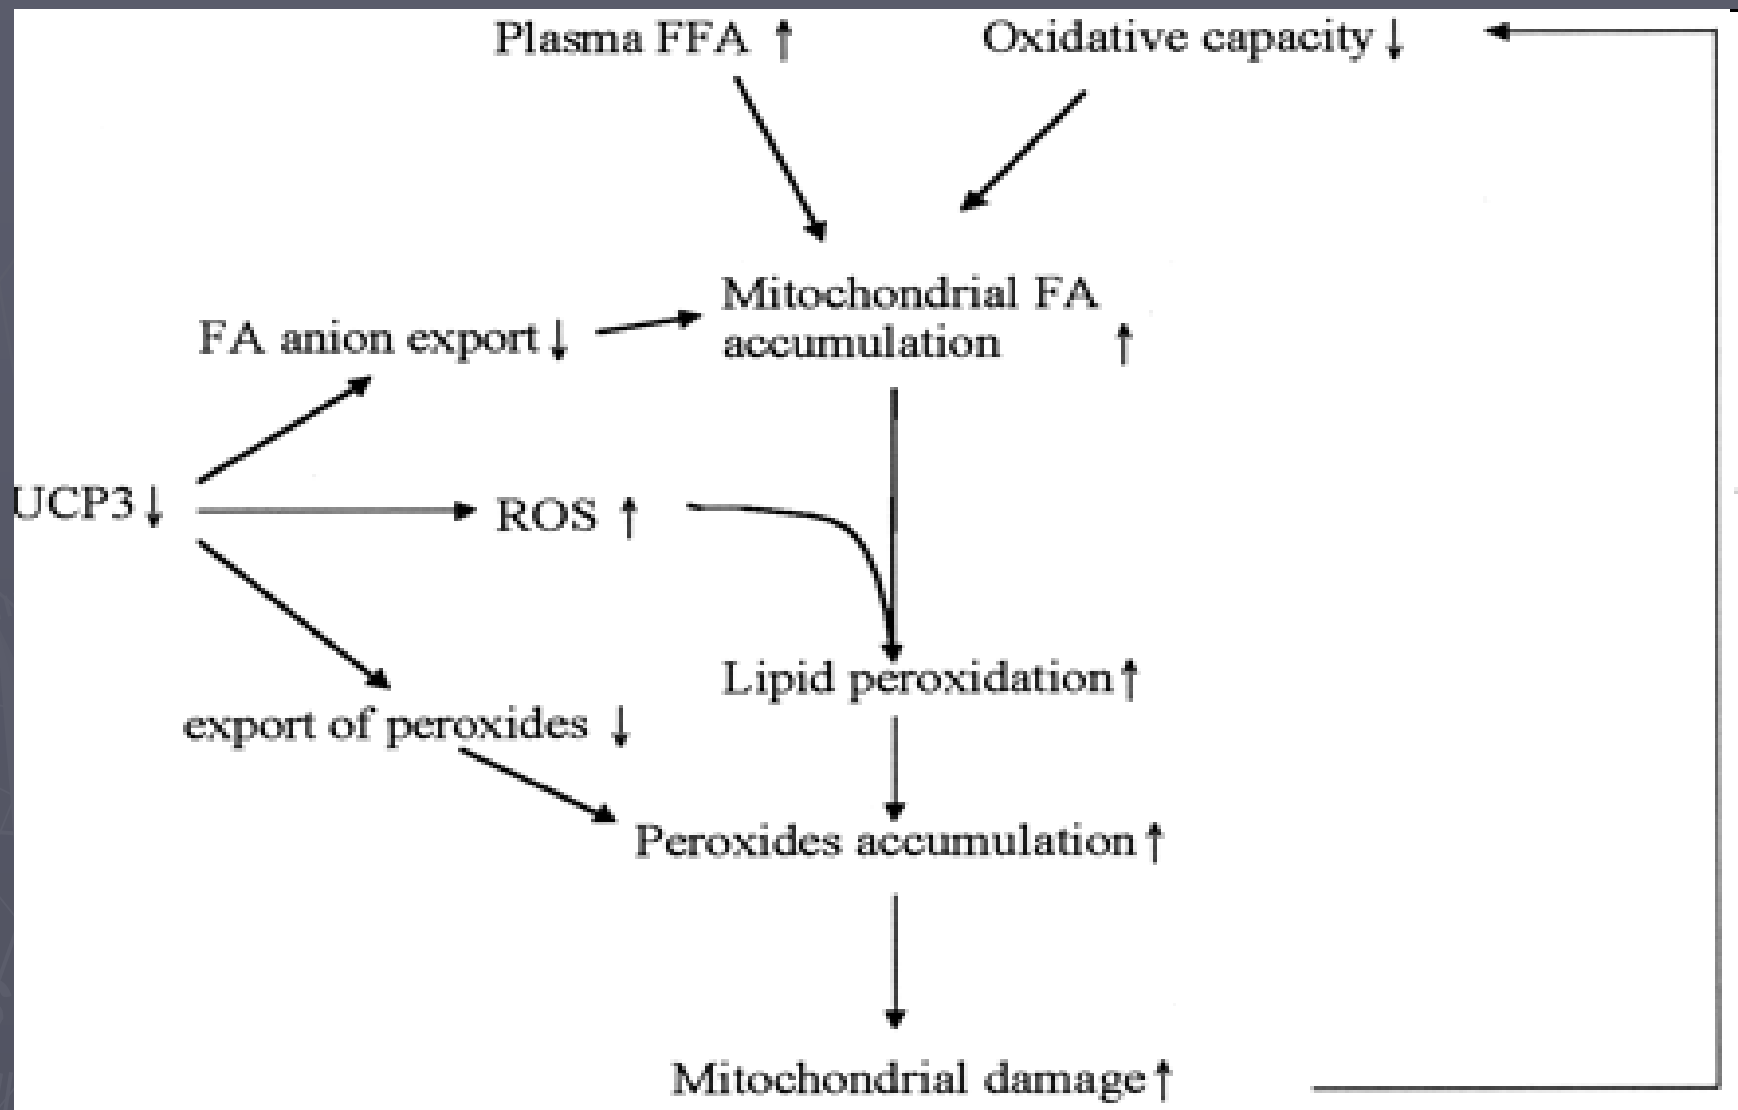 Plasma FFA ↑
Oxidative capacity ↓
Mitochondrial FA
accumulation ↑
FA anion export ↓
UCP3 ↓
ROS ↑
Lipid peroxidation ↑
export of peroxides ↓
Peroxides accumulation ↑
Mitochondrial damage ↑